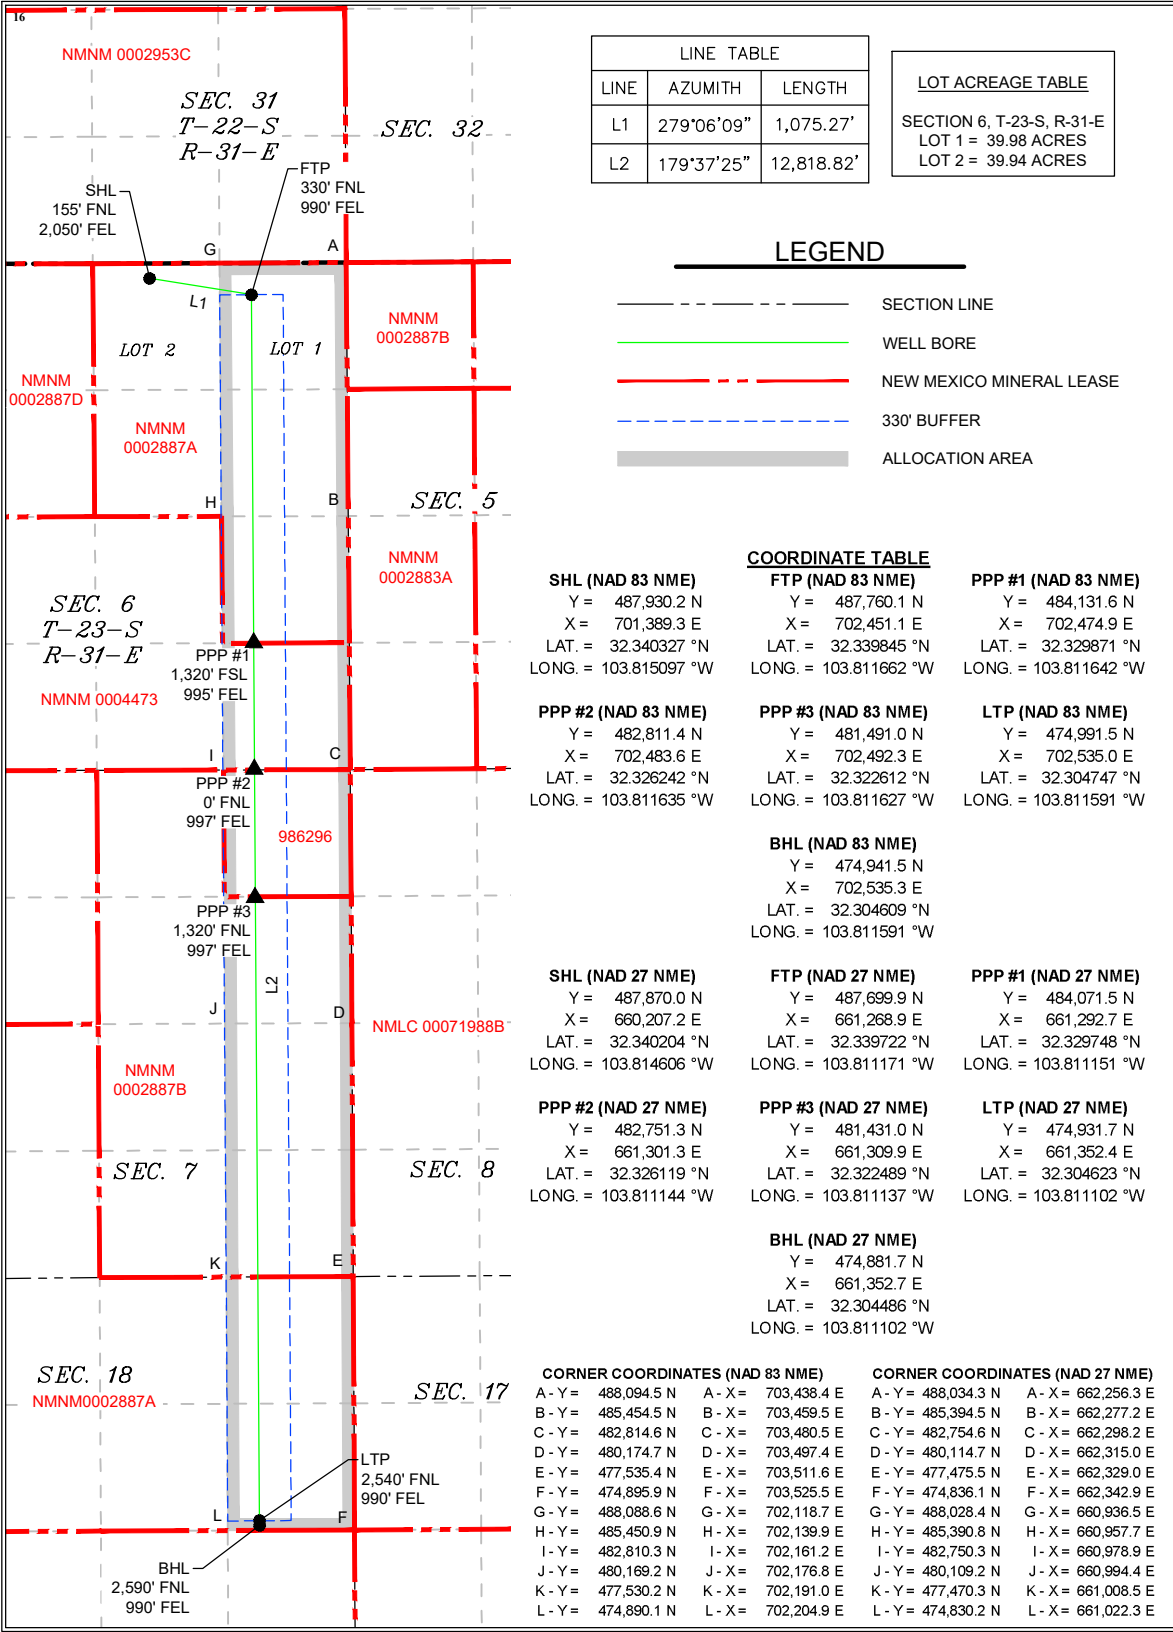 16
NMNM 0002953C
SEC. 31
T-22-S
R-31-E
SEC. 32
SHL
155' FNL
2,050' FEL
FTP
330' FNL
990' FEL
G
A
L1
LOT 2
LOT 1
NMNM
0002887B
NMNM
0002887D
NMNM
0002887A
H
B
SEC. 5
NMNM
0002883A
SEC. 6
T-23-S
R-31-E
PPP #1
1,320' FSL
995' FEL
NMNM 0004473
I
C
PPP #2
0' FNL
997' FEL
986296
PPP #3
1,320' FNL
997' FEL
L2
J
D
NMLC 00071988B
NMNM
0002887B
SEC. 7
SEC. 8
K
E
SEC. 18
NMNM0002887A
SEC. 17
LTP
2,540' FNL
990' FEL
L
F
BHL
2,590' FNL
990' FEL
LINE TABLE
LINE AZUMITH LENGTH
L1 279°06'09" 1,075.27'
L2 179°37'25" 12,818.82'
LOT ACREAGE TABLE
SECTION 6, T-23-S, R-31-E
LOT 1 = 39.98 ACRES
LOT 2 = 39.94 ACRES
LEGEND
SECTION LINE
WELL BORE
NEW MEXICO MINERAL LEASE
330' BUFFER
ALLOCATION AREA
COORDINATE TABLE
SHL (NAD 83 NME) FTP (NAD 83 NME) PPP #1 (NAD 83 NME)
Y = 487,930.2 N Y = 487,760.1 N Y = 484,131.6 N
X = 701,389.3 E X = 702,451.1 E X = 702,474.9 E
LAT. = 32.340327 °N LAT. = 32.339845 °N LAT. = 32.329871 °N
LONG. = 103.815097 °W LONG. = 103.811662 °W LONG. = 103.811642 °W
PPP #2 (NAD 83 NME) PPP #3 (NAD 83 NME) LTP (NAD 83 NME)
Y = 482,811.4 N Y = 481,491.0 N Y = 474,991.5 N
X = 702,483.6 E X = 702,492.3 E X = 702,535.0 E
LAT. = 32.326242 °N LAT. = 32.322612 °N LAT. = 32.304747 °N
LONG. = 103.811635 °W LONG. = 103.811627 °W LONG. = 103.811591 °W
BHL (NAD 83 NME)
Y = 474,941.5 N
X = 702,535.3 E
LAT. = 32.304609 °N
LONG. = 103.811591 °W
SHL (NAD 27 NME) FTP (NAD 27 NME) PPP #1 (NAD 27 NME)
Y = 487,870.0 N Y = 487,699.9 N Y = 484,071.5 N
X = 660,207.2 E X = 661,268.9 E X = 661,292.7 E
LAT. = 32.340204 °N LAT. = 32.339722 °N LAT. = 32.329748 °N
LONG. = 103.814606 °W LONG. = 103.811171 °W LONG. = 103.811151 °W
PPP #2 (NAD 27 NME) PPP #3 (NAD 27 NME) LTP (NAD 27 NME)
Y = 482,751.3 N Y = 481,431.0 N Y = 474,931.7 N
X = 661,301.3 E X = 661,309.9 E X = 661,352.4 E
LAT. = 32.326119 °N LAT. = 32.322489 °N LAT. = 32.304623 °N
LONG. = 103.811144 °W LONG. = 103.811137 °W LONG. = 103.811102 °W
BHL (NAD 27 NME)
Y = 474,881.7 N
X = 661,352.7 E
LAT. = 32.304486 °N
LONG. = 103.811102 °W
CORNER COORDINATES (NAD 83 NME) CORNER COORDINATES (NAD 27 NME)
A - Y = 488,094.5 N A - X = 703,438.4 E A - Y = 488,034.3 N A - X = 662,256.3 E
B - Y = 485,454.5 N B - X = 703,459.5 E B - Y = 485,394.5 N B - X = 662,277.2 E
C - Y = 482,814.6 N C - X = 703,480.5 E C - Y = 482,754.6 N C - X = 662,298.2 E
D - Y = 480,174.7 N D - X = 703,497.4 E D - Y = 480,114.7 N D - X = 662,315.0 E
E - Y = 477,535.4 N E - X = 703,511.6 E E - Y = 477,475.5 N E - X = 662,329.0 E
F - Y = 474,895.9 N F - X = 703,525.5 E F - Y = 474,836.1 N F - X = 662,342.9 E
G - Y = 488,088.6 N G - X = 702,118.7 E G - Y = 488,028.4 N G - X = 660,936.5 E
H - Y = 485,450.9 N H - X = 702,139.9 E H - Y = 485,390.8 N H - X = 660,957.7 E
I - Y = 482,810.3 N I - X = 702,161.2 E I - Y = 482,750.3 N I - X = 660,978.9 E
J - Y = 480,169.2 N J - X = 702,176.8 E J - Y = 480,109.2 N J - X = 660,994.4 E
K - Y = 477,530.2 N K - X = 702,191.0 E K - Y = 477,470.3 N K - X = 661,008.5 E
L - Y = 474,890.1 N L - X = 702,204.9 E L - Y = 474,830.2 N L - X = 661,022.3 E